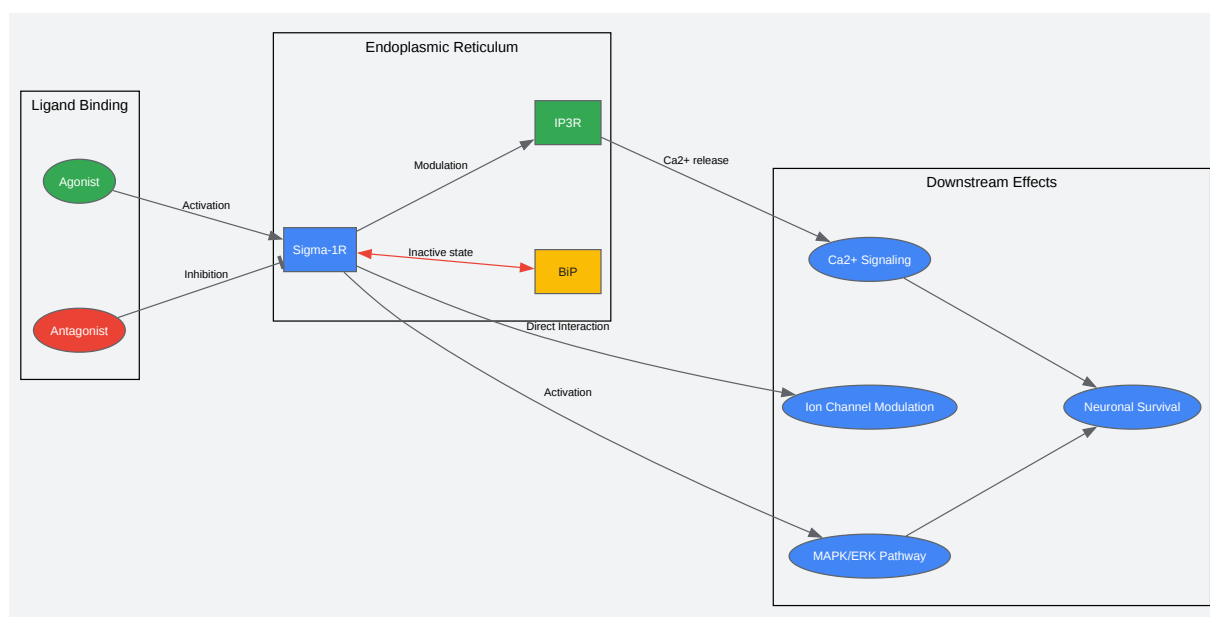 Endoplasmic Reticulum
Ligand Binding
IP3R
Ca2+ release
Modulation
Agonist
Downstream Effects
Activation
Sigma-1R
Inactive state
Ca2+ Signaling
BiP
Inhibition
Antagonist
Direct Interaction
Activation
Ion Channel Modulation
Neuronal Survival
MAPK/ERK Pathway